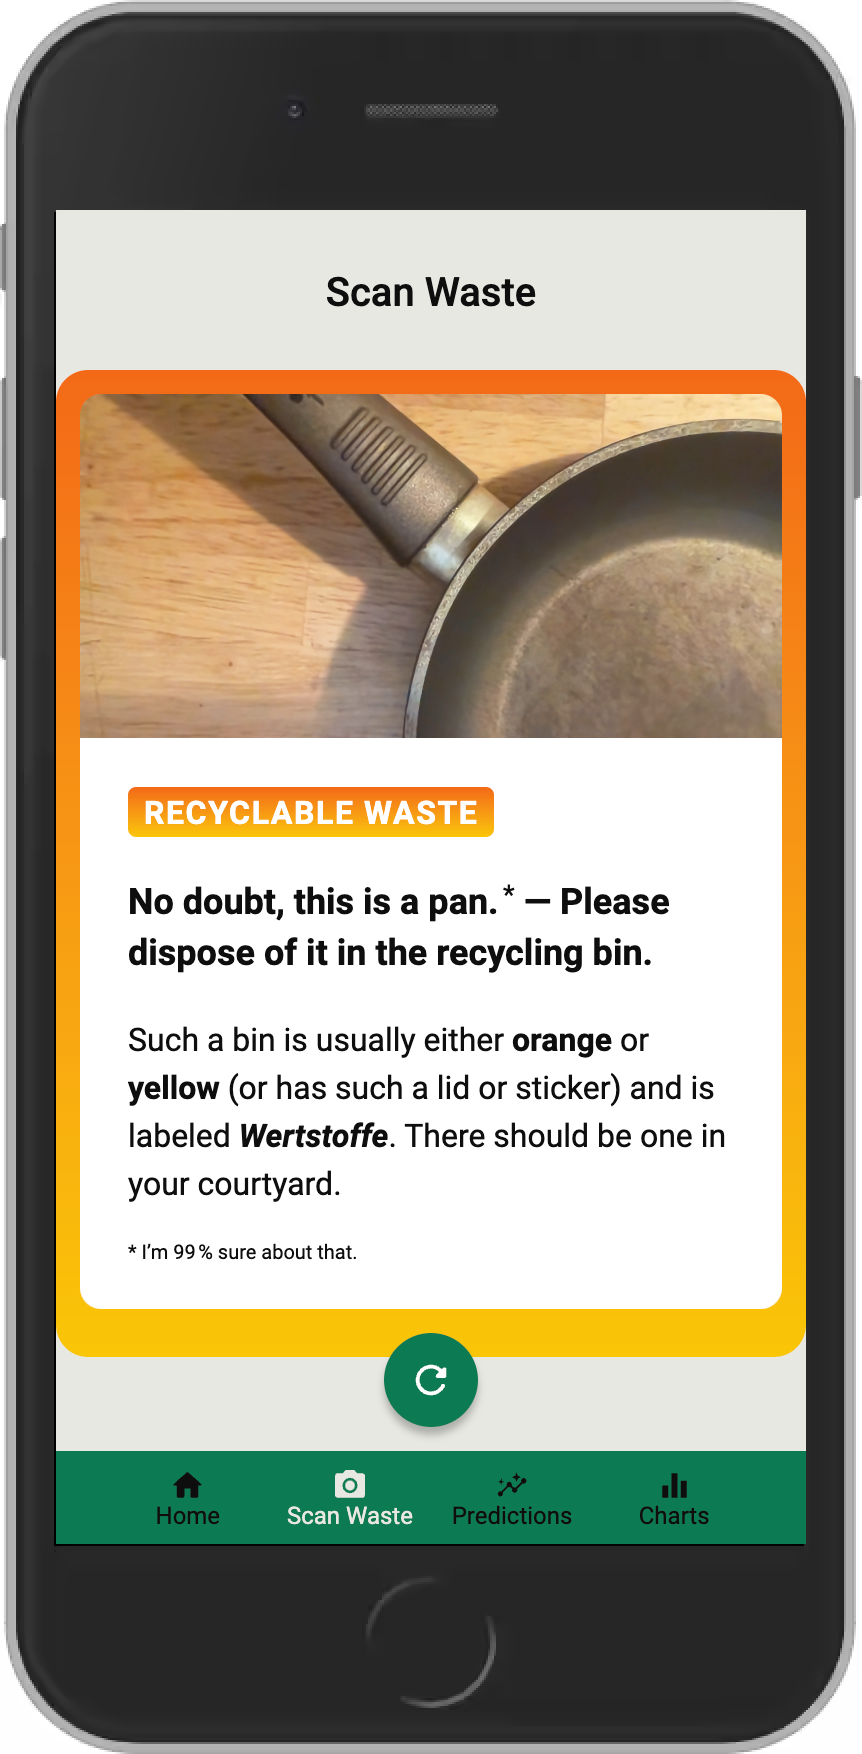 Scan Waste
RECYCLABLE WASTE
No doubt, this is a pan.* — Please
dispose of it in the recycling bin.
Such a bin is usually either orange or
yellow (or has such a lid or sticker) and is
labeled Wertstoffe. There should be one in
your courtyard.
* I’m 99 % sure about that.
Home Scan Waste Predictions Charts